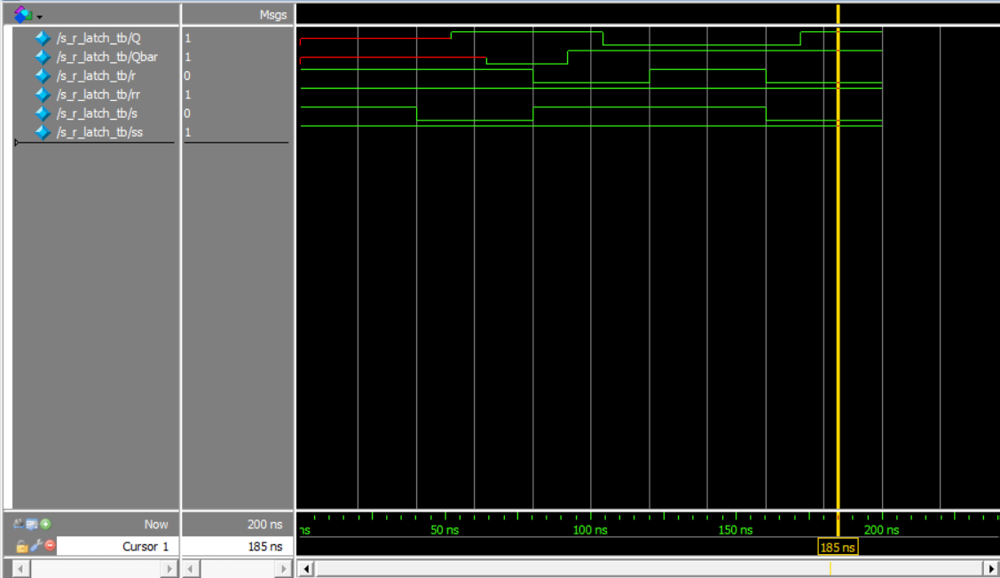 Msgs
/s_r_latch_tb/Q 1
/s_r_latch_tb/Qbar 1
/s_r_latch_tb/r 0
/s_r_latch_tb/rr 1
/s_r_latch_tb/s 0
/s_r_latch_tb/ss 1
Now 200 ns ns 50 ns 100 ns 150 ns 200 ns
Cursor 1 185 ns 185 ns